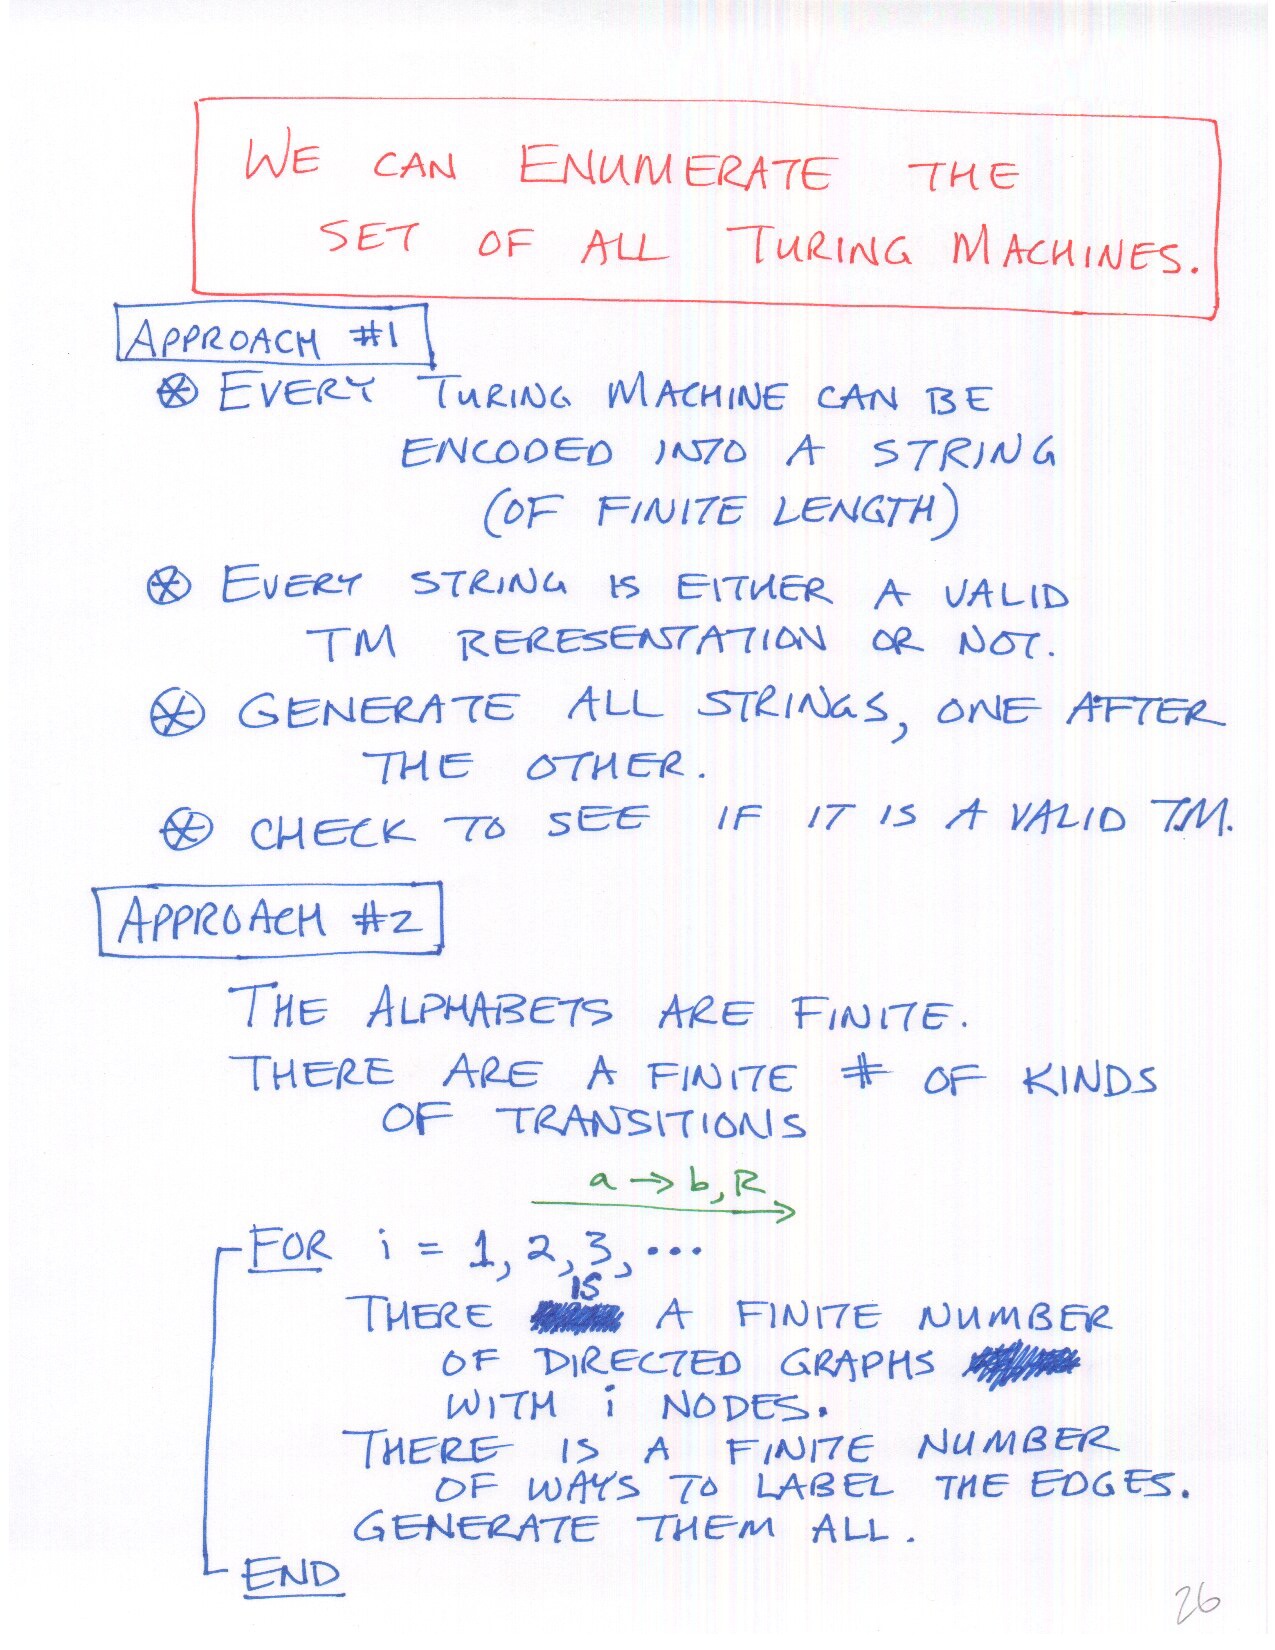 WE CAN ENUMERATE THE
SET OF ALL TURING MACHINES.
APPROACH #1
⊛ EVERY TURING MACHINE CAN BE
ENCODED INTO A STRING
(OF FINITE LENGTH)
⊛ EVERY STRING IS EITHER A VALID
TM RERESENTATION OR NOT.
⊛ GENERATE ALL STRINGS, ONE AFTER
THE OTHER.
⊛ CHECK TO SEE IF IT IS A VALID TM.
APPROACH #2
THE ALPHABETS ARE FINITE.
THERE ARE A FINITE # OF KINDS
OF TRANSITIONS
a → b, R
FOR i = 1, 2, 3, ...
THERE IS A FINITE NUMBER
OF DIRECTED GRAPHS
WITH i NODES.
THERE IS A FINITE NUMBER
OF WAYS TO LABEL THE EDGES.
GENERATE THEM ALL.
END
26